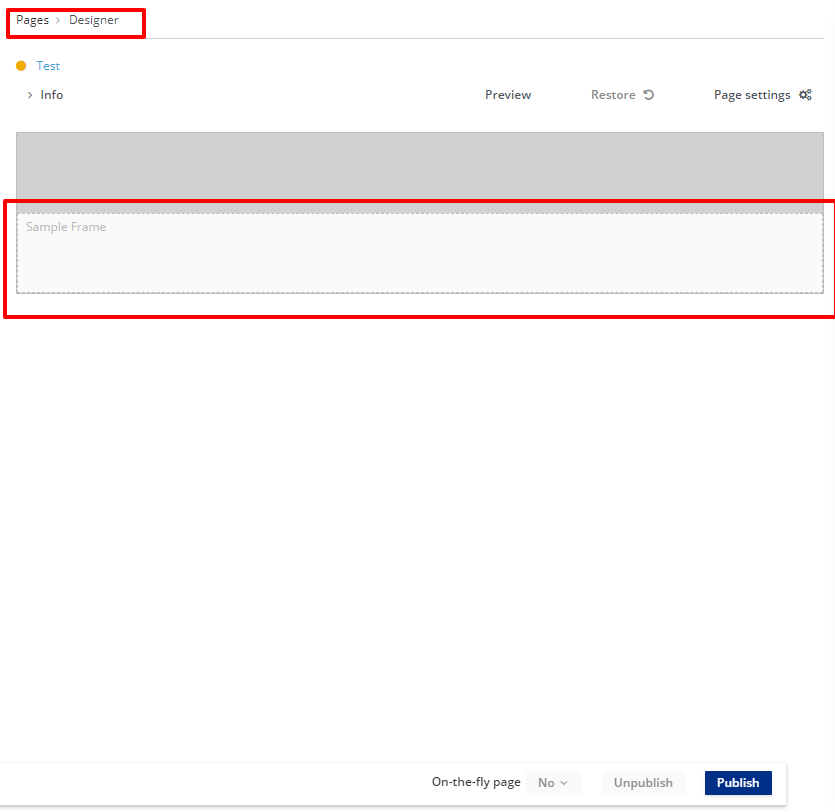 Pages > Designer
Test
> Info Preview Restore Page settings
Sample Frame
On-the-fly page No Unpublish Publish